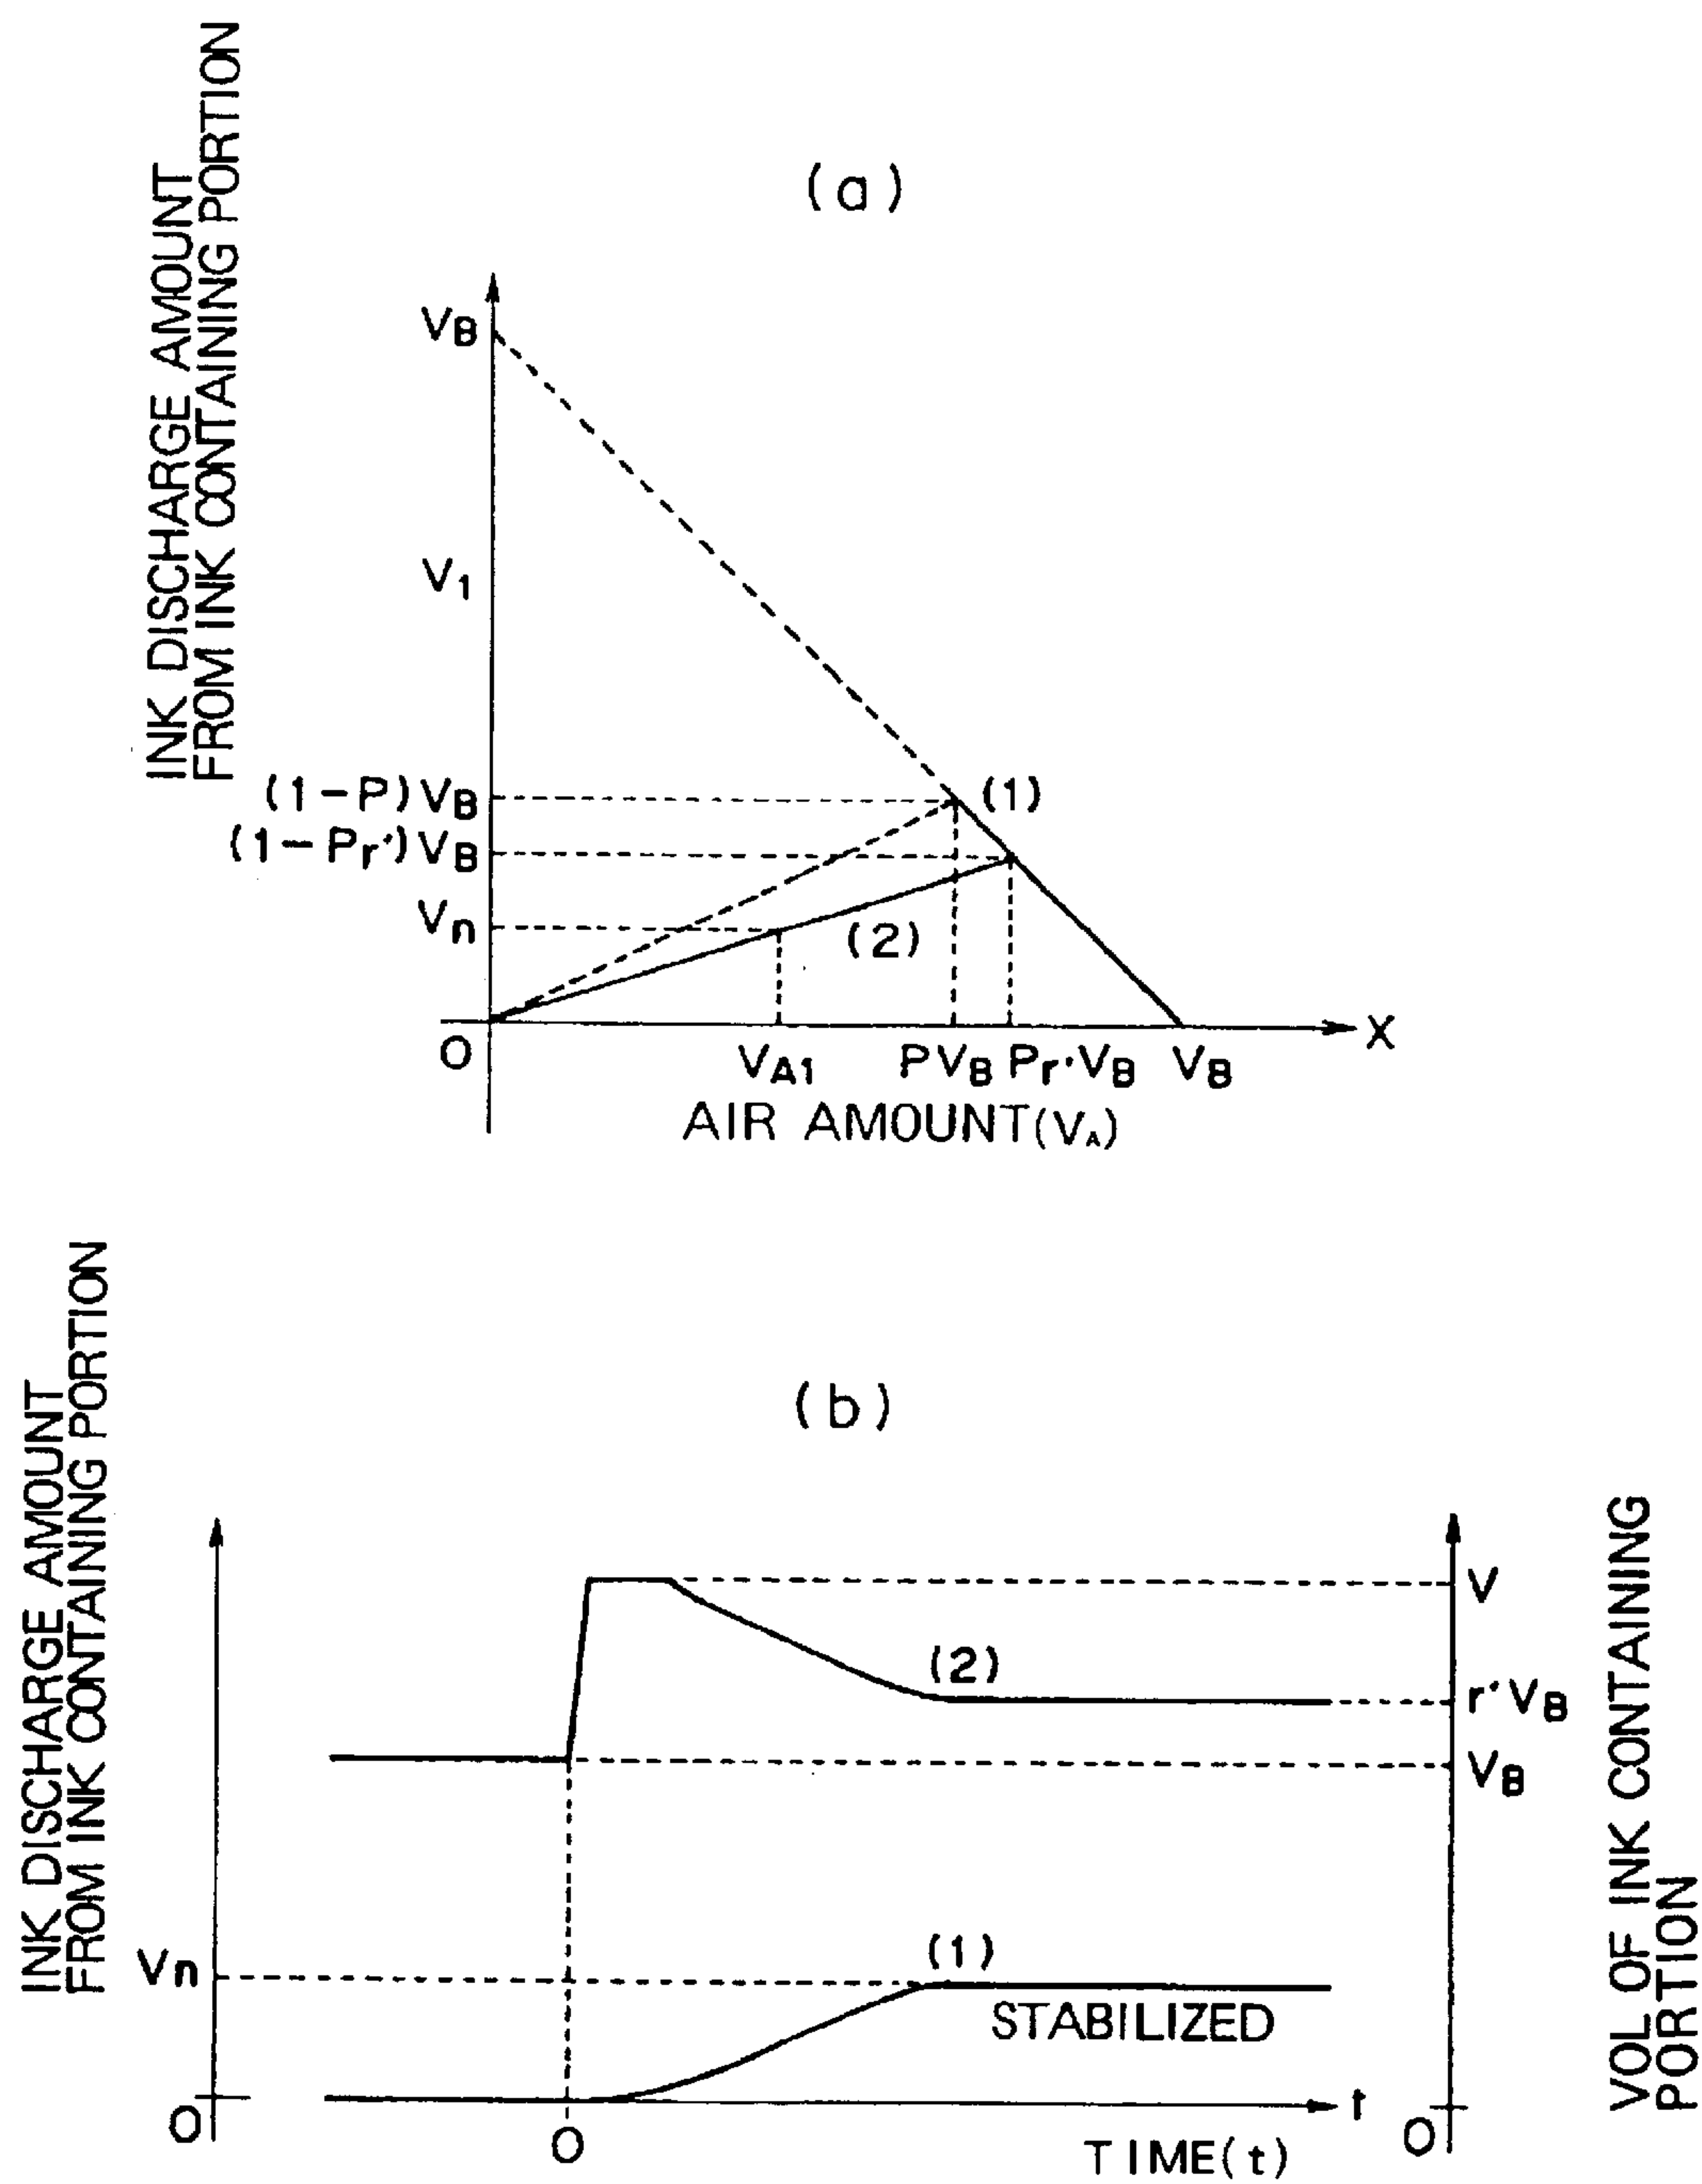 (a)
INK DISCHARGE AMOUNT
FROM INK CONTAINING PORTION
VB
V1
(1-P)VB
(1)
(1-Pr')VB
Vn
(2)
O
VA1
PVB
Pr'VB
VB
X
AIR AMOUNT(VA)
(b)
INK DISCHARGE AMOUNT
FROM INK CONTAINING PORTION
VOL OF INK CONTAINING
PORTION
V
(2)
r'VB
VB
Vn
(1)
STABILIZED
O
O
t
O
TIME(t)